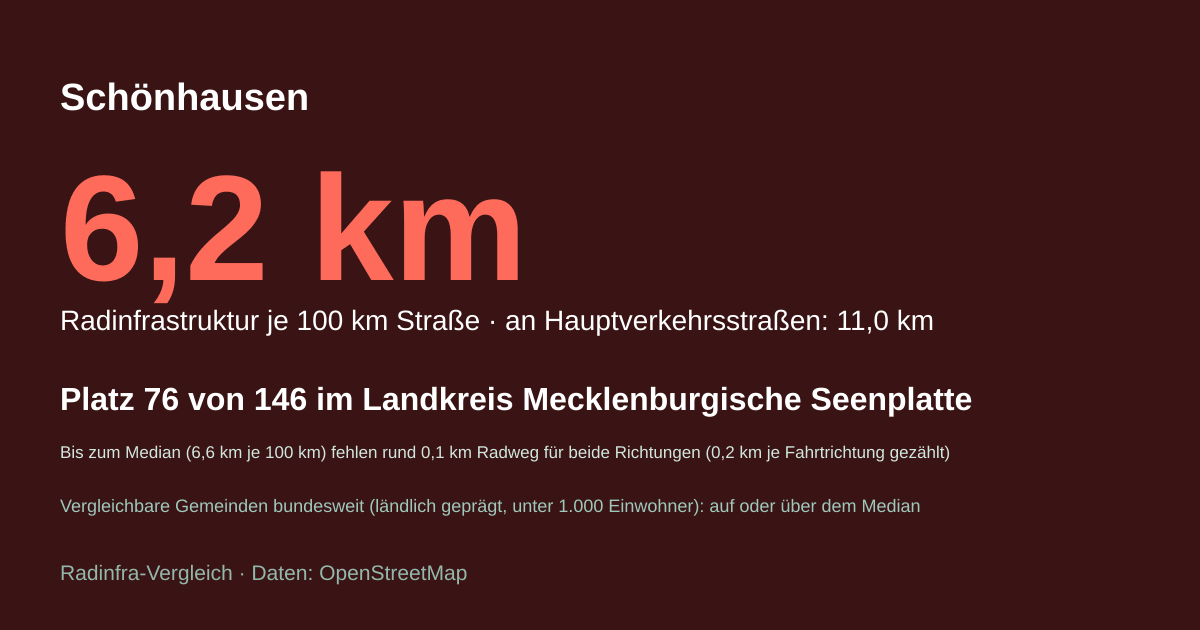 Schönhausen
6,2 km
Radinfrastruktur je 100 km Straße · an Hauptverkehrsstraßen: 11,0 km
Platz 76 von 146 im Landkreis Mecklenburgische Seenplatte
Bis zum Median (6,6 km je 100 km) fehlen rund 0,1 km Radweg für beide Richtungen (0,2 km je Fahrtrichtung gezählt)
Vergleichbare Gemeinden bundesweit (ländlich geprägt, unter 1.000 Einwohner): auf oder über dem Median
Radinfra-Vergleich · Daten: OpenStreetMap